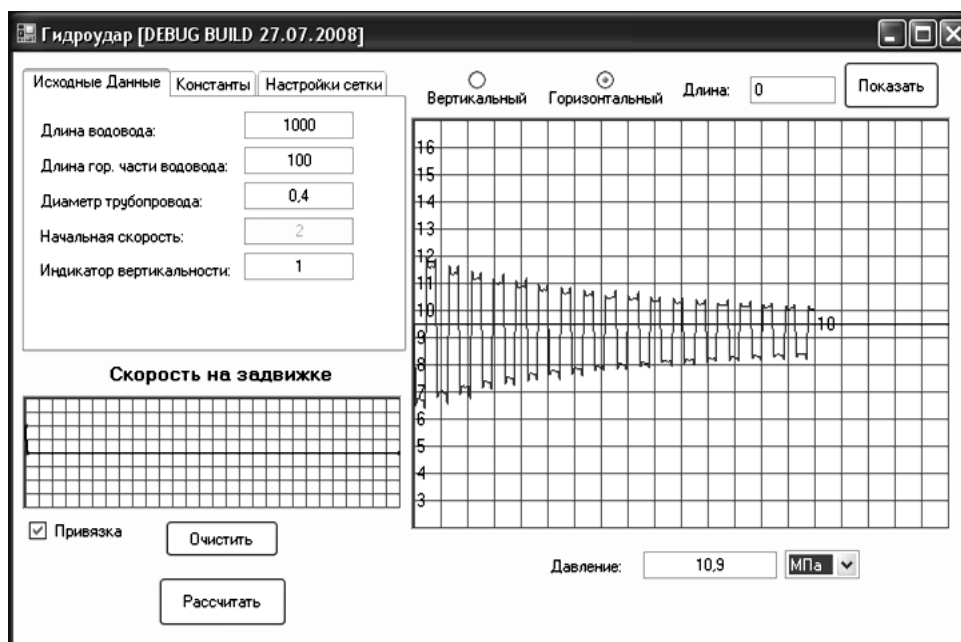 Гидроудар [DEBUG BUILD 27.07.2008]
Исходные Данные Константы Настройки сетки
Длина водовода: 1000
Длина гор. части водовода: 100
Диаметр трубопровода: 0,4
Начальная скорость: 2
Индикатор вертикальности: 1
Скорость на задвижке
Привязка
Очистить
Рассчитать
Вертикальный Горизонтальный Длина: 0 Показать
16
15
14
13
12
11
10
10
9
8
7
6
5
4
3
Давление: 10,9 МПа